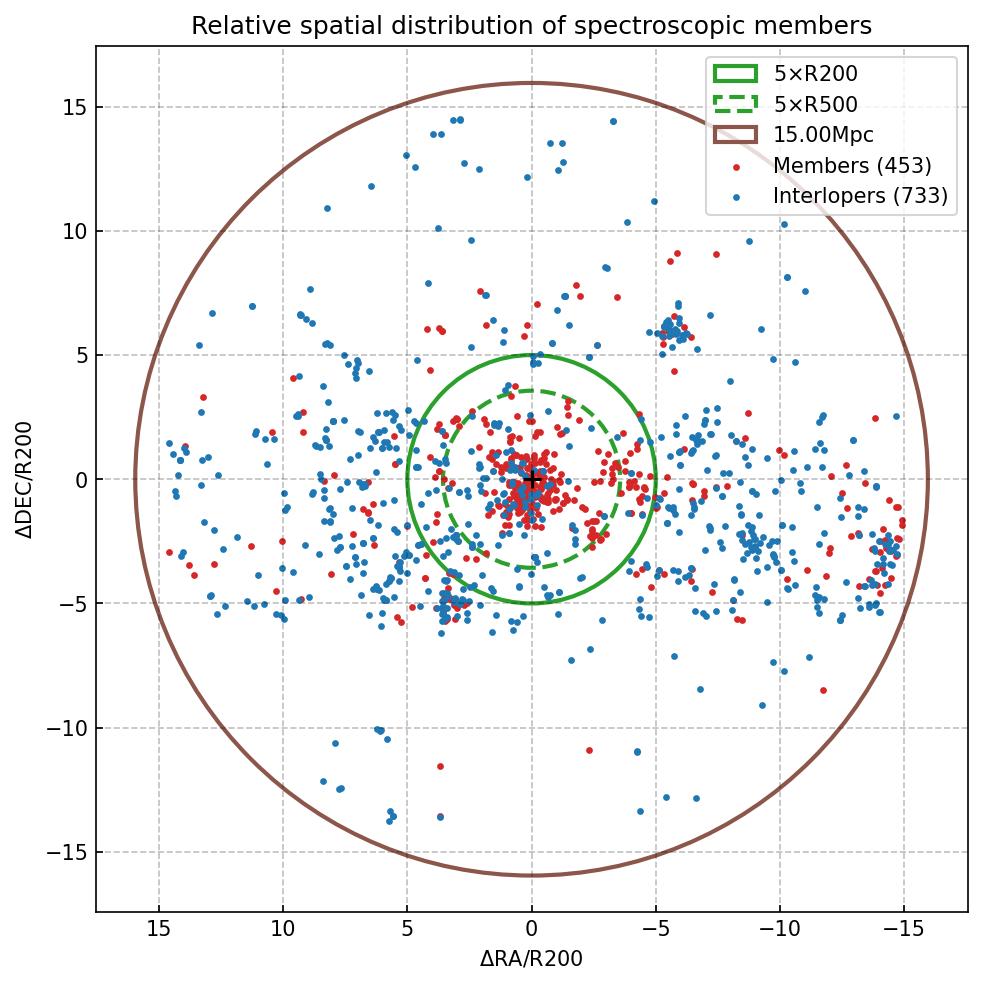 Relative spatial distribution of spectroscopic members
5×R200
5×R500
15.00Mpc
Members (453)
Interlopers (733)
15
10
5
0
−5
−10
−15
ΔDEC/R200
15
10
5
0
−5
−10
−15
ΔRA/R200